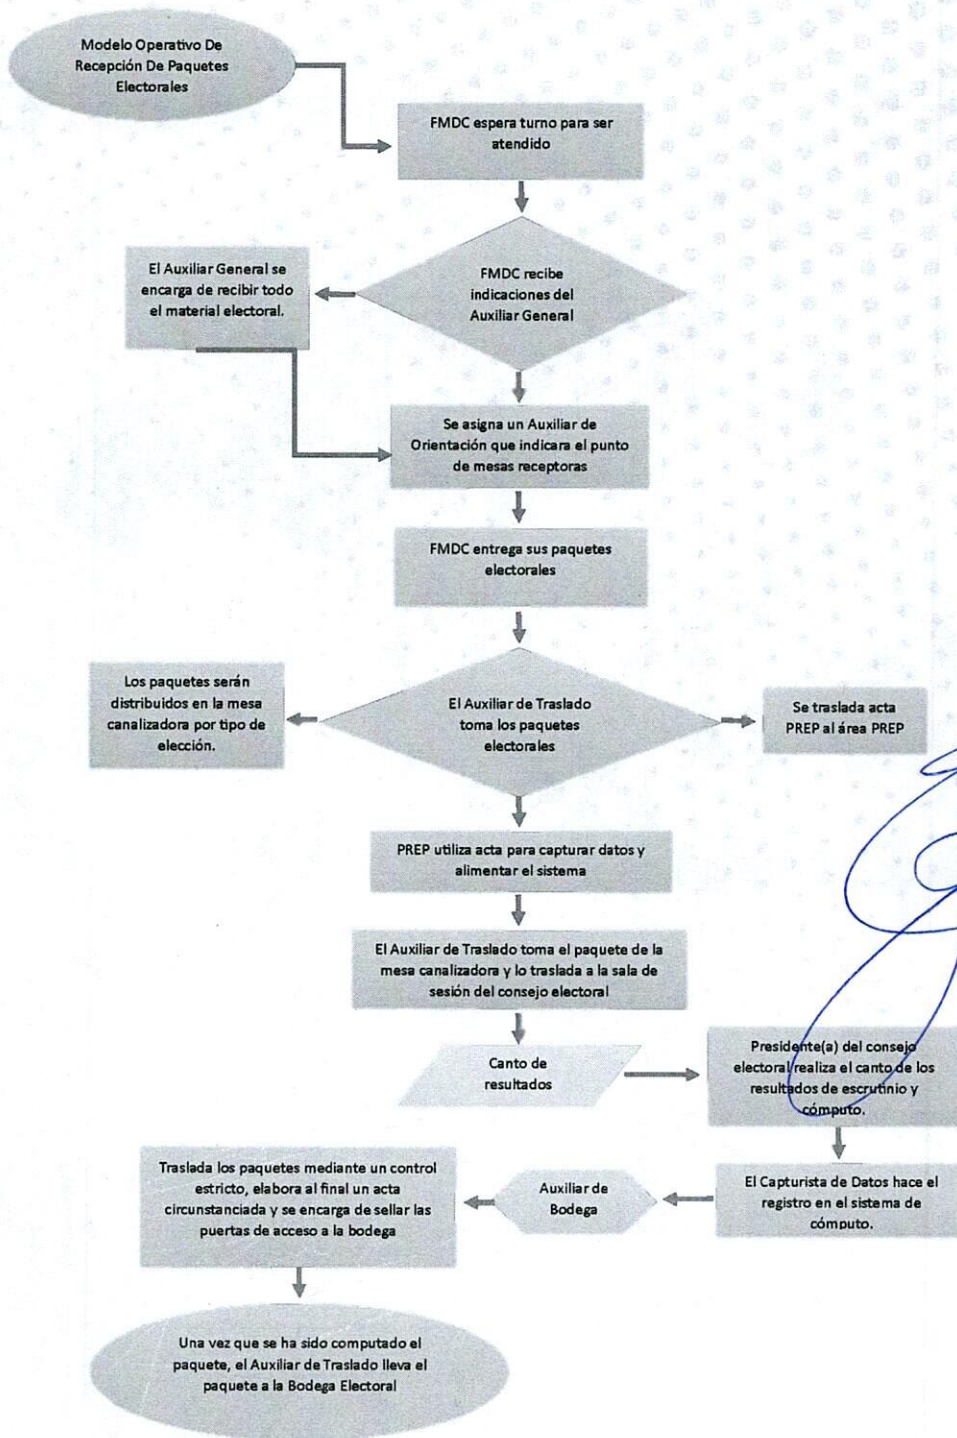 Modelo Operativo De
Recepción De Paquetes
Electorales
FMDC espera turno para ser
atendido
FMDC recibe
indicaciones del
Auxiliar General
El Auxiliar General se
encarga de recibir todo
el material electoral.
Se asigna un Auxiliar de
Orientación que indicara el punto
de mesas receptoras
FMDC entrega sus paquetes
electorales
El Auxiliar de Traslado
toma los paquetes
electorales
Los paquetes serán
distribuidos en la mesa
canalizadora por tipo de
elección.
Se traslada acta
PREP al área PREP
PREP utiliza acta para capturar datos y
alimentar el sistema
El Auxiliar de Traslado toma el paquete de la
mesa canalizadora y lo traslada a la sala de
sesión del consejo electoral
Canto de
resultados
Presidente(a) del consejo
electoral realiza el canto de los
resultados de escrutinio y
cómputo.
El Capturista de Datos hace el
registro en el sistema de
cómputo.
Auxiliar de
Bodega
Traslada los paquetes mediante un control
estricto, elabora al final un acta
circunstanciada y se encarga de sellar las
puertas de acceso a la bodega
Una vez que se ha sido computado el
paquete, el Auxiliar de Traslado lleva el
paquete a la Bodega Electoral